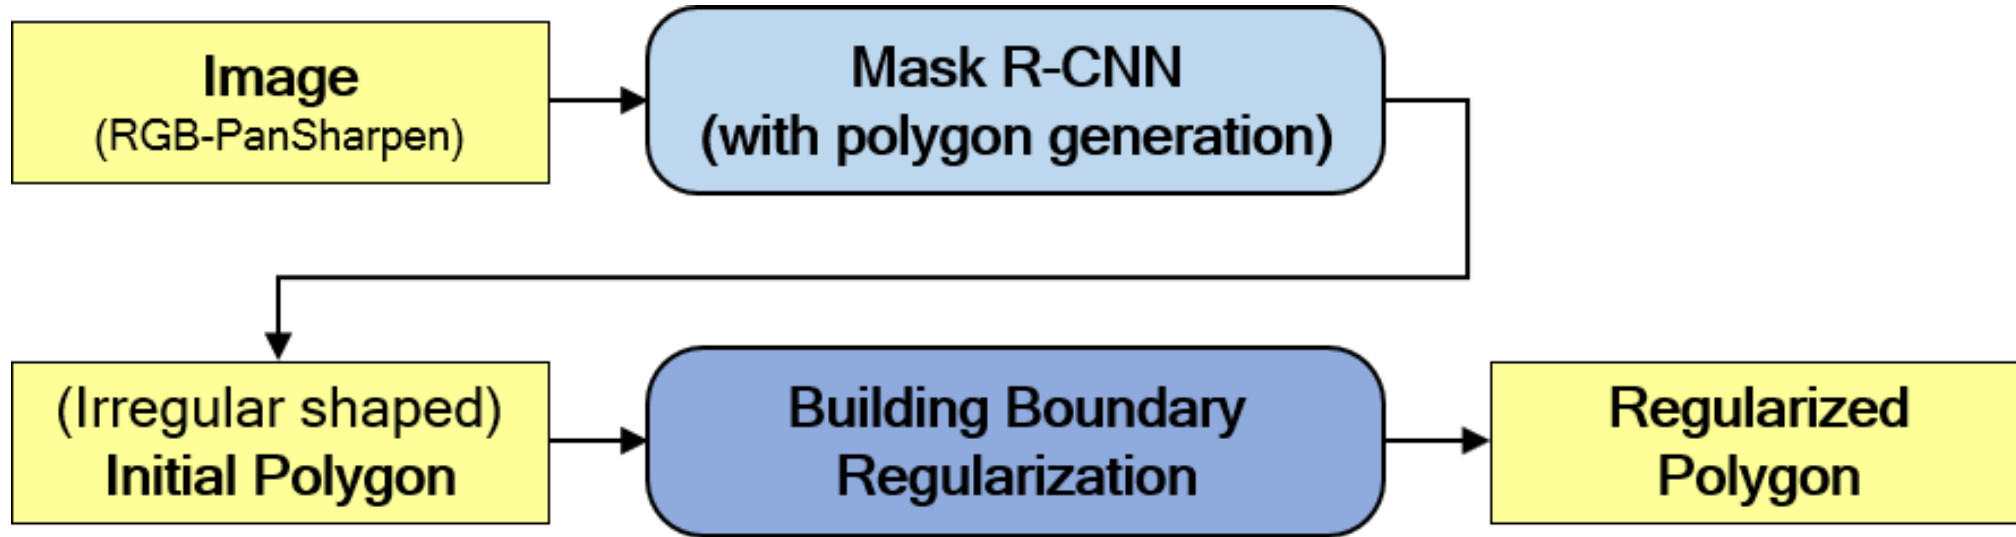 Image
(RGB-PanSharpen)
Mask R-CNN
(with polygon generation)
(Irregular shaped)
Initial Polygon
Building Boundary
Regularization
Regularized
Polygon